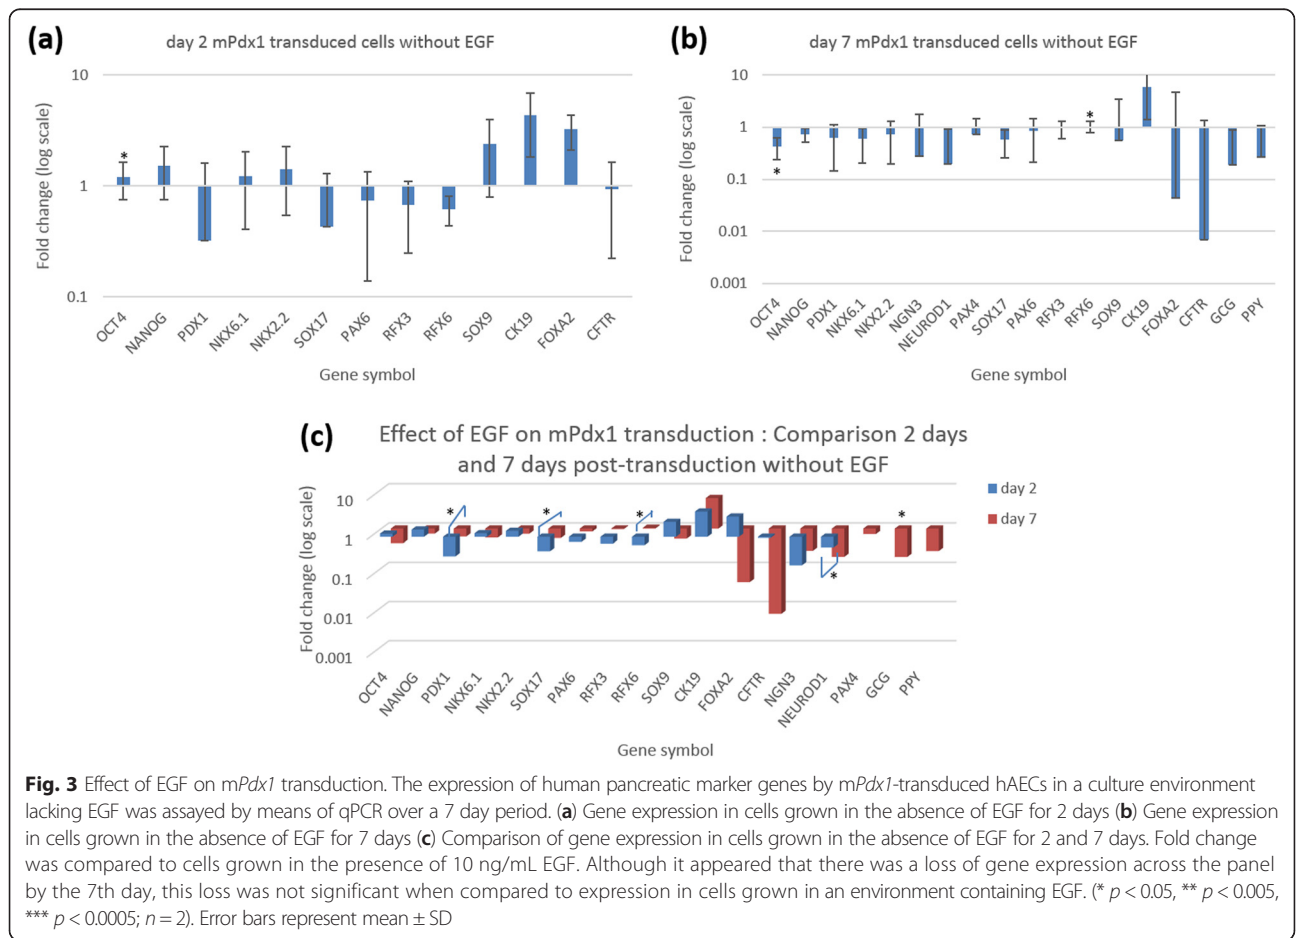 (a)
day 2 mPdx1 transduced cells without EGF
Fold change (log scale)
10
1
0.1
*
OCT4
NANOG
PDX1
NKX6.1
NKX2.2
SOX17
PAX6
RFX3
RFX6
SOX9
CK19
FOXA2
CFTR
Gene symbol
(b)
day 7 mPdx1 transduced cells without EGF
Fold change (log scale)
10
1
0.1
0.01
0.001
*
*
OCT4
NANOG
PDX1
NKX6.1
NKX2.2
NGN3
NEUROD1
PAX4
SOX17
PAX6
RFX3
RFX6
SOX9
CK19
FOXA2
CFTR
GCG
PPY
Gene symbol
(c)
Effect of EGF on mPdx1 transduction : Comparison 2 days
and 7 days post-transduction without EGF
Fold change (log scale)
10
1
0.1
0.01
0.001
*
*
*
*
*
day 2
day 7
OCT4
NANOG
PDX1
NKX6.1
NKX2.2
SOX17
PAX6
RFX3
RFX6
SOX9
CK19
FOXA2
CFTR
NGN3
NEUROD1
PAX4
GCG
PPY
Gene symbol
Fig. 3 Effect of EGF on mPdx1 transduction. The expression of human pancreatic marker genes by mPdx1-transduced hAECs in a culture environment
lacking EGF was assayed by means of qPCR over a 7 day period. (a) Gene expression in cells grown in the absence of EGF for 2 days (b) Gene expression
in cells grown in the absence of EGF for 7 days (c) Comparison of gene expression in cells grown in the absence of EGF for 2 and 7 days. Fold change
was compared to cells grown in the presence of 10 ng/mL EGF. Although it appeared that there was a loss of gene expression across the panel
by the 7th day, this loss was not significant when compared to expression in cells grown in an environment containing EGF. (* p < 0.05, ** p < 0.005,
*** p < 0.0005; n = 2). Error bars represent mean ± SD